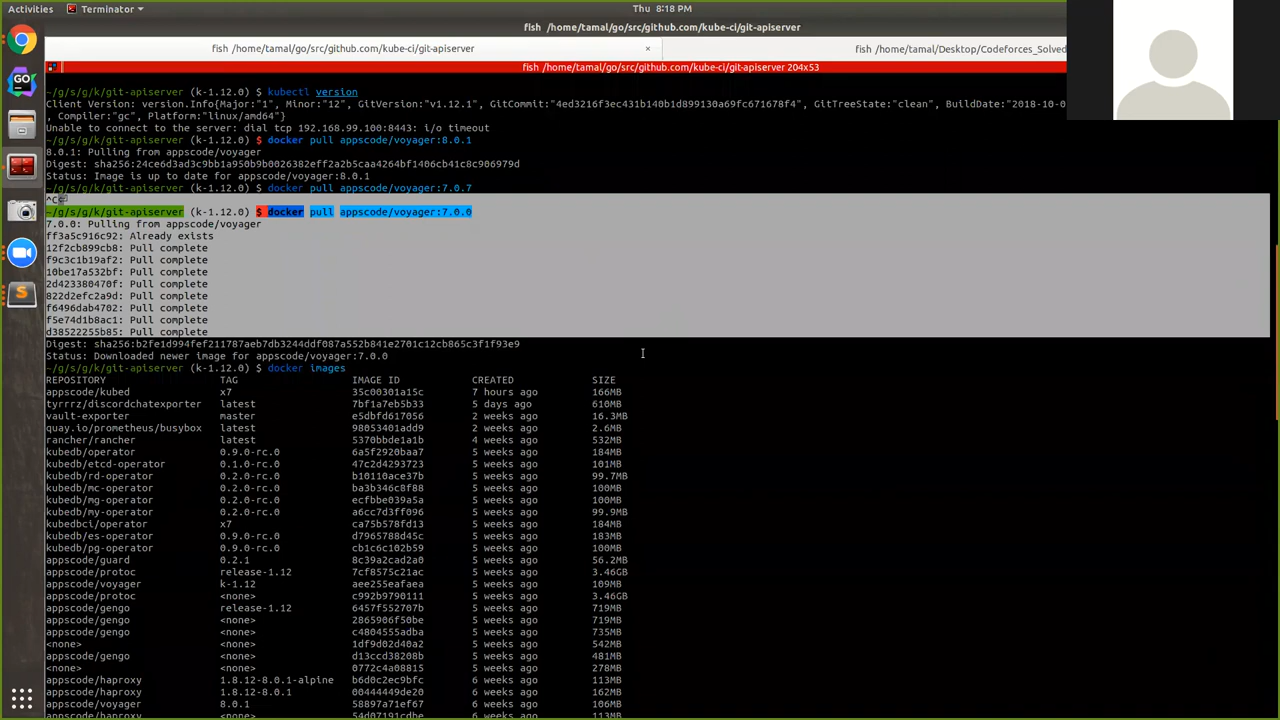 Activities
Terminator
Thu 8:18 PM
fish /home/tamal/go/src/github.com/kube-ci/git-apiserver
fish /home/tamal/go/src/github.com/kube-ci/git-apiserver ×
fish /home/tamal/Desktop/Codeforces_Solved
fish /home/tamal/go/src/github.com/kube-ci/git-apiserver 204x53
~/g/s/g/k/git-apiserver (k-1.12.0) $ kubectl version
Client Version: version.Info{Major:"1", Minor:"12", GitVersion:"v1.12.1", GitCommit:"4ed3216f3ec431b140b1d899130a69fc671678f4", GitTreeState:"clean", BuildDate:"2018-10-0
, Compiler:"gc", Platform:"linux/amd64"}
Unable to connect to the server: dial tcp 192.168.99.100:8443: i/o timeout
~/g/s/g/k/git-apiserver (k-1.12.0) $ docker pull appscode/voyager:8.0.1
8.0.1: Pulling from appscode/voyager
Digest: sha256:24ce6d3ad3c9bb1a950b9b0026382eff2a2b5caa4264bf1406cb41c8c906979d
Status: Image is up to date for appscode/voyager:8.0.1
~/g/s/g/k/git-apiserver (k-1.12.0) $ docker pull appscode/voyager:7.0.7
^C
~/g/s/g/k/git-apiserver (k-1.12.0) $ docker pull appscode/voyager:7.0.0
7.0.0: Pulling from appscode/voyager
ff3a5c916c92: Already exists
12f2cb899cb8: Pull complete
f9c3c1b19af2: Pull complete
10be17a532bf: Pull complete
2d423380470f: Pull complete
822d2efc2a9d: Pull complete
f6496dab4702: Pull complete
f5e74d1b8ac1: Pull complete
d38522255b85: Pull complete
Digest: sha256:b2fe1d994fef211787aeb7db3244ddf087a552b841e2701c12cb865c3f1f93e9
Status: Downloaded newer image for appscode/voyager:7.0.0
~/g/s/g/k/git-apiserver (k-1.12.0) $ docker images
REPOSITORY TAG IMAGE ID CREATED SIZE
appscode/kubed x7 35c00301a15c 7 hours ago 166MB
tyrrrz/discordchatexporter latest 7bf1a7eb5b33 5 days ago 610MB
vault-exporter master e5dbfd617056 2 weeks ago 16.3MB
quay.io/prometheus/busybox latest 98053401add9 2 weeks ago 2.6MB
rancher/rancher latest 5370bbde1a1b 4 weeks ago 532MB
kubedb/operator 0.9.0-rc.0 6a5f2920baa7 5 weeks ago 184MB
kubedb/etcd-operator 0.1.0-rc.0 47c2d4293723 5 weeks ago 101MB
kubedb/rd-operator 0.2.0-rc.0 b10110ace37b 5 weeks ago 99.7MB
kubedb/mc-operator 0.2.0-rc.0 ba3b346c8f88 5 weeks ago 100MB
kubedb/mg-operator 0.2.0-rc.0 ecfbbe039a5a 5 weeks ago 100MB
kubedb/my-operator 0.2.0-rc.0 a6cc7d3ff096 5 weeks ago 99.9MB
kubedbci/operator x7 ca75b578fd13 5 weeks ago 184MB
kubedb/es-operator 0.9.0-rc.0 d7965788d45c 5 weeks ago 183MB
kubedb/pg-operator 0.9.0-rc.0 cb1c6c102b59 5 weeks ago 100MB
appscode/guard 0.2.1 8c39a2cad2a0 5 weeks ago 56.2MB
appscode/protoc release-1.12 7cf8575c21ac 5 weeks ago 3.46GB
appscode/voyager k-1.12 aee255eafaea 5 weeks ago 109MB
appscode/protoc <none> c992b9790111 5 weeks ago 3.46GB
appscode/gengo release-1.12 6457f552707b 5 weeks ago 719MB
appscode/gengo <none> 2865950be50f 5 weeks ago 719MB
appscode/gengo <none> c4804555adba 5 weeks ago 735MB
<none> <none> 1df9d02d40a2 5 weeks ago 542MB
appscode/gengo <none> d13ccd38208b 5 weeks ago 481MB
<none> <none> 0772c4a08815 5 weeks ago 278MB
appscode/haproxy 1.8.12-8.0.1-alpine b6d0c2ec9bfc 6 weeks ago 113MB
appscode/haproxy 1.8.12-8.0.1 00444449de20 6 weeks ago 162MB
appscode/voyager 8.0.1 58897a71ef67 6 weeks ago 106MB
appscode/haproxy <none> 54d07191cdbe 6 weeks ago 113MB